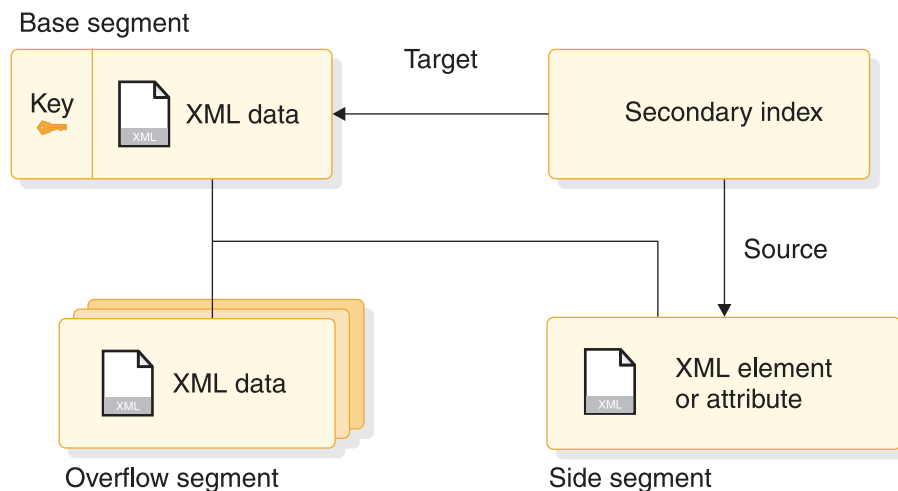 Base segment
Target
Key
XML
XML data
Secondary index
Source
XML
XML data
XML
XML element
or attribute
Overflow segment
Side segment